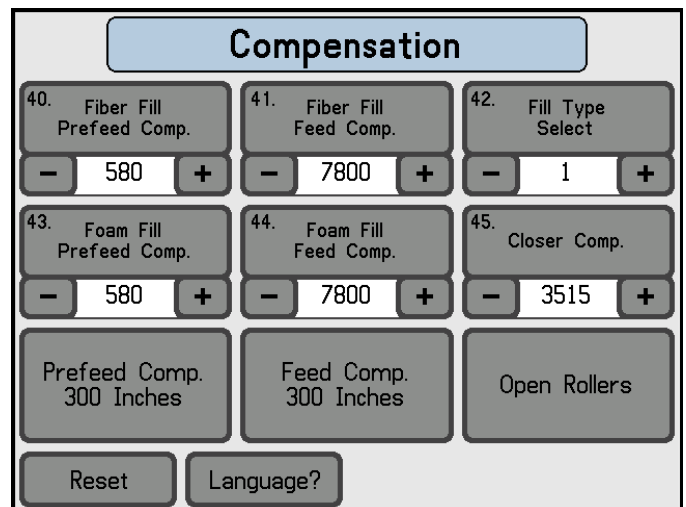 Compensation
40. Fiber Fill
Prefeed Comp.
- 580 +
41. Fiber Fill
Feed Comp.
- 7800 +
42. Fill Type
Select
- 1 +
43. Foam Fill
Prefeed Comp.
- 580 +
44. Foam Fill
Feed Comp.
- 7800 +
45. Closer Comp.
- 3515 +
Prefeed Comp.
300 Inches
Feed Comp.
300 Inches
Open Rollers
Reset
Language?